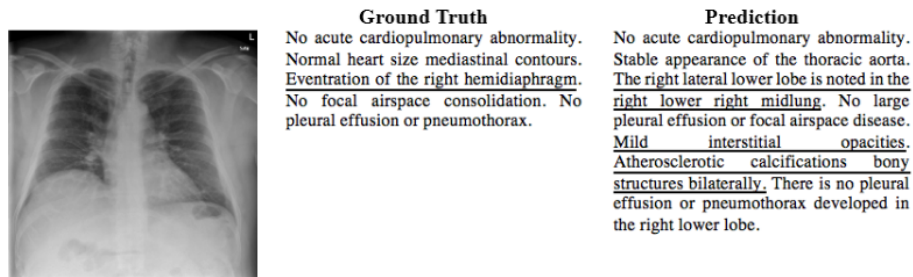 Ground Truth
No acute cardiopulmonary abnormality.
Normal heart size mediastinal contours.
Eventration of the right hemidiaphragm.
No focal airspace consolidation. No
pleural effusion or pneumothorax.
Prediction
No acute cardiopulmonary abnormality.
Stable appearance of the thoracic aorta.
The right lateral lower lobe is noted in the
right lower right midlung. No large
pleural effusion or focal airspace disease.
Mild interstitial opacities.
Atherosclerotic calcifications bony
structures bilaterally. There is no pleural
effusion or pneumothorax developed in
the right lower lobe.
L